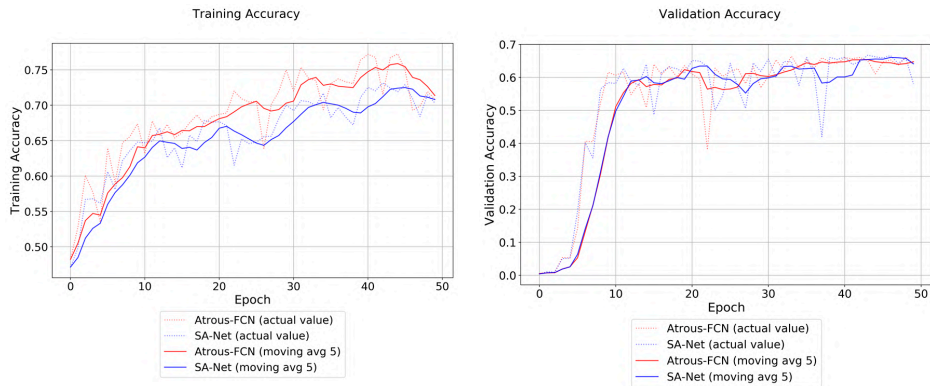 Training Accuracy
Training Accuracy
0.75
0.70
0.65
0.60
0.55
0.50
0
10
20
30
40
50
Epoch
Atrous-FCN (actual value)
SA-Net (actual value)
Atrous-FCN (moving avg 5)
SA-Net (moving avg 5)
Validation Accuracy
Validation Accuracy
0.7
0.6
0.5
0.4
0.3
0.2
0.1
0.0
0
10
20
30
40
50
Epoch
Atrous-FCN (actual value)
SA-Net (actual value)
Atrous-FCN (moving avg 5)
SA-Net (moving avg 5)